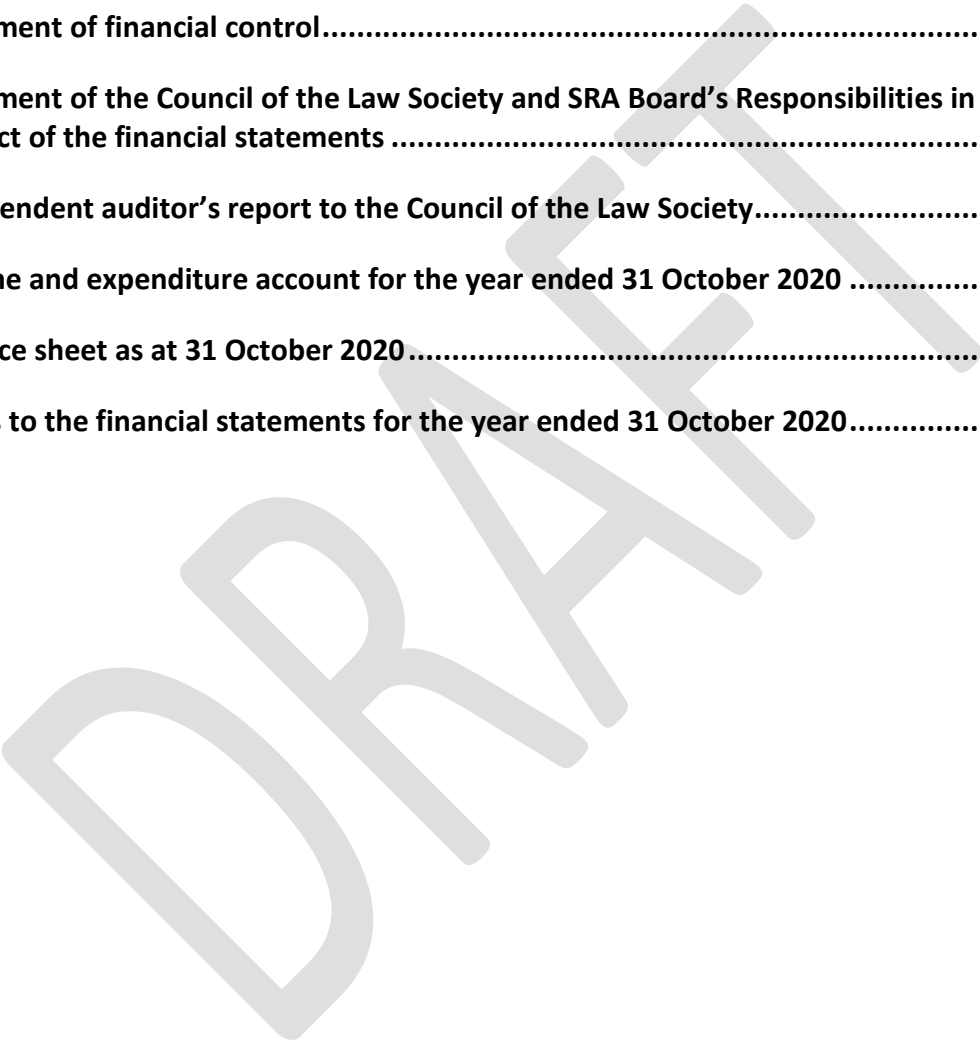 ment of financial control
ment of the Council of the Law Society and SRA Board’s Responsibilities in
ct of the financial statements
endent auditor’s report to the Council of the Law Society
ne and expenditure account for the year ended 31 October 2020
ce sheet as at 31 October 2020
s to the financial statements for the year ended 31 October 2020
DRAFT